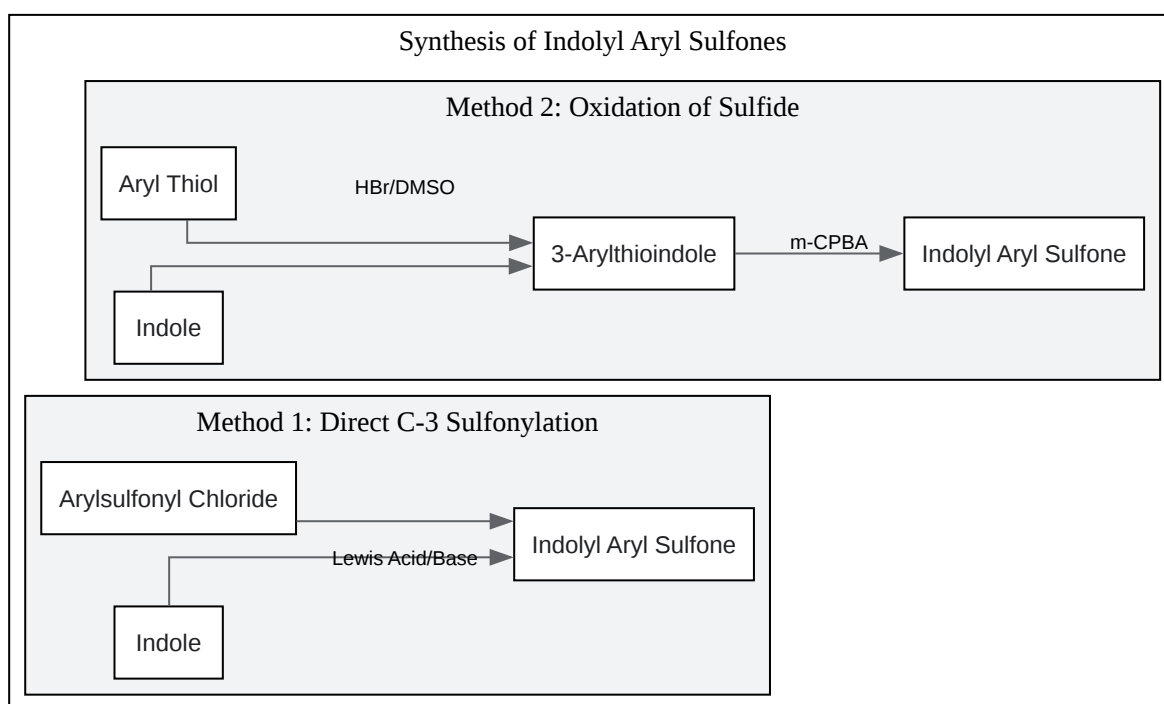 Synthesis of Indolyl Aryl Sulfones
Method 2: Oxidation of Sulfide
Aryl Thiol
HBr/DMSO
Indole
3-Arylthioindole
m-CPBA
Indolyl Aryl Sulfone
Method 1: Direct C-3 Sulfonylation
Arylsulfonyl Chloride
Lewis Acid/Base
Indole
Indolyl Aryl Sulfone